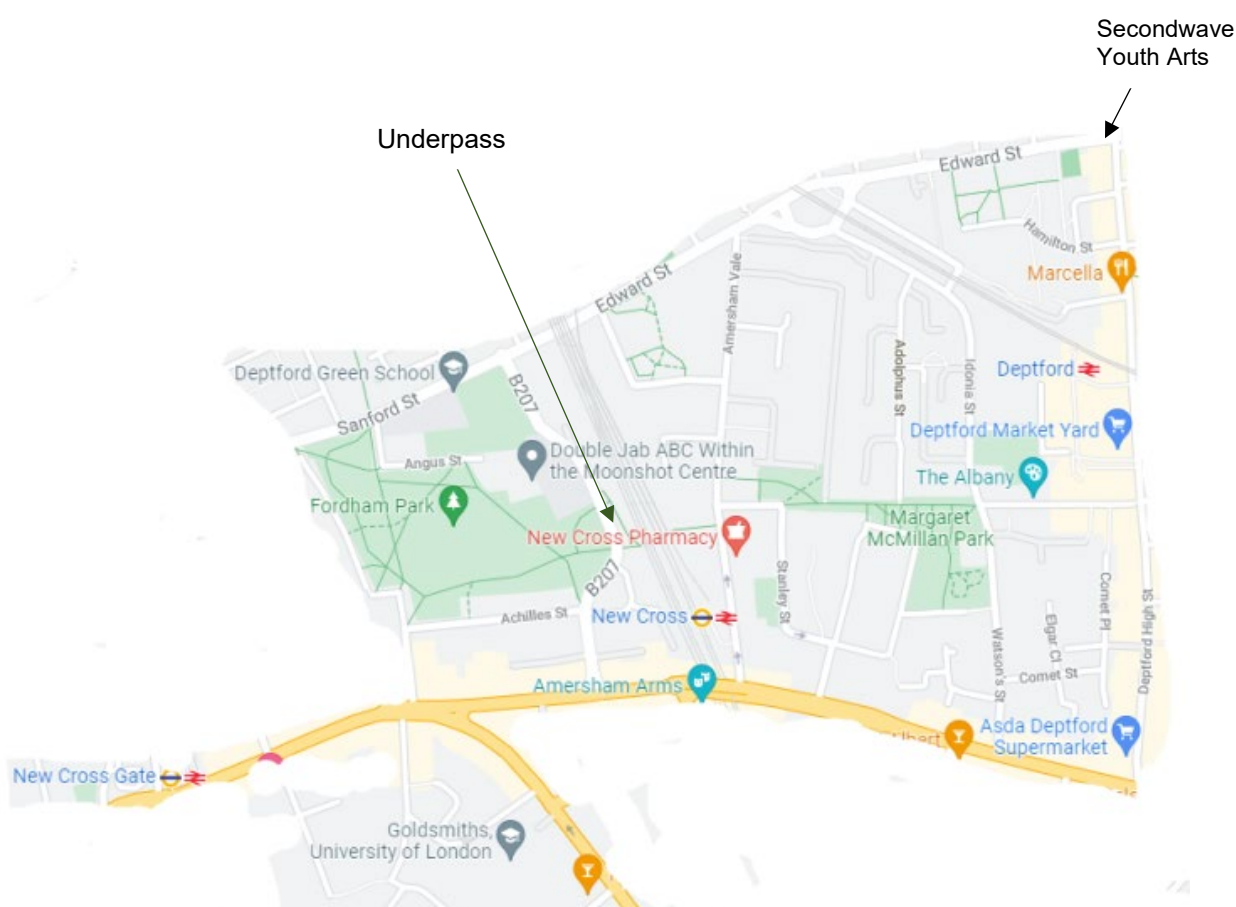 Secondwave
Youth Arts
Underpass
Edward St
Hamilton St
Marcella
Edward St
Amersham Vale
Deptford Green School
B207
Adolphus St
Idonia St
Deptford
Sanford St
Deptford Market Yard
Angus St
Double Jab ABC Within
the Moonshot Centre
The Albany
Fordham Park
Margaret
McMillan Park
New Cross Pharmacy
B207
Stanley St
Achilles St
New Cross
Watson's St
Elgar Cl
Comet Pl
Deptford High St
Comet St
Amersham Arms
Asda Deptford
Supermarket
New Cross Gate
Goldsmiths,
University of London